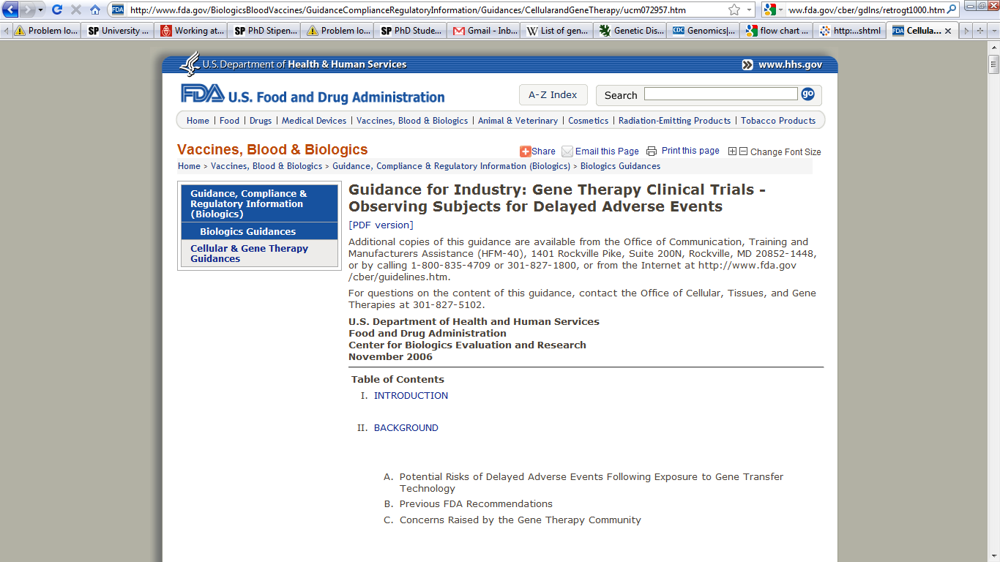 http://www.fda.gov/BiologicsBloodVaccines/GuidanceComplianceRegulatoryInformation/Guidances/CellularandGeneTherapy/ucm072957.htm
ww.fda.gov/cber/gdlns/retrogt1000.htm
Problem lo... SP University ... Working at... SP PhD Stipen... Problem lo... SP PhD Stude... Gmail - Inb... W List of gen... Genetic Dis... CDC Genomics|... flow chart ... http:...shtml FDA Cellula...
U.S. Department of Health & Human Services
www.hhs.gov
FDA U.S. Food and Drug Administration
A-Z Index
Search
go
Home | Food | Drugs | Medical Devices | Vaccines, Blood & Biologics | Animal & Veterinary | Cosmetics | Radiation-Emitting Products | Tobacco Products
Vaccines, Blood & Biologics
Share Email this Page Print this page Change Font Size
Home > Vaccines, Blood & Biologics > Guidance, Compliance & Regulatory Information (Biologics) > Biologics Guidances
Guidance, Compliance &
Regulatory Information
(Biologics)
Biologics Guidances
Cellular & Gene Therapy
Guidances
Guidance for Industry: Gene Therapy Clinical Trials -
Observing Subjects for Delayed Adverse Events
[PDF version]
Additional copies of this guidance are available from the Office of Communication, Training and
Manufacturers Assistance (HFM-40), 1401 Rockville Pike, Suite 200N, Rockville, MD 20852-1448,
or by calling 1-800-835-4709 or 301-827-1800, or from the Internet at http://www.fda.gov
/cber/guidelines.htm.
For questions on the content of this guidance, contact the Office of Cellular, Tissues, and Gene
Therapies at 301-827-5102.
U.S. Department of Health and Human Services
Food and Drug Administration
Center for Biologics Evaluation and Research
November 2006
Table of Contents
I. INTRODUCTION
II. BACKGROUND
A. Potential Risks of Delayed Adverse Events Following Exposure to Gene Transfer
Technology
B. Previous FDA Recommendations
C. Concerns Raised by the Gene Therapy Community